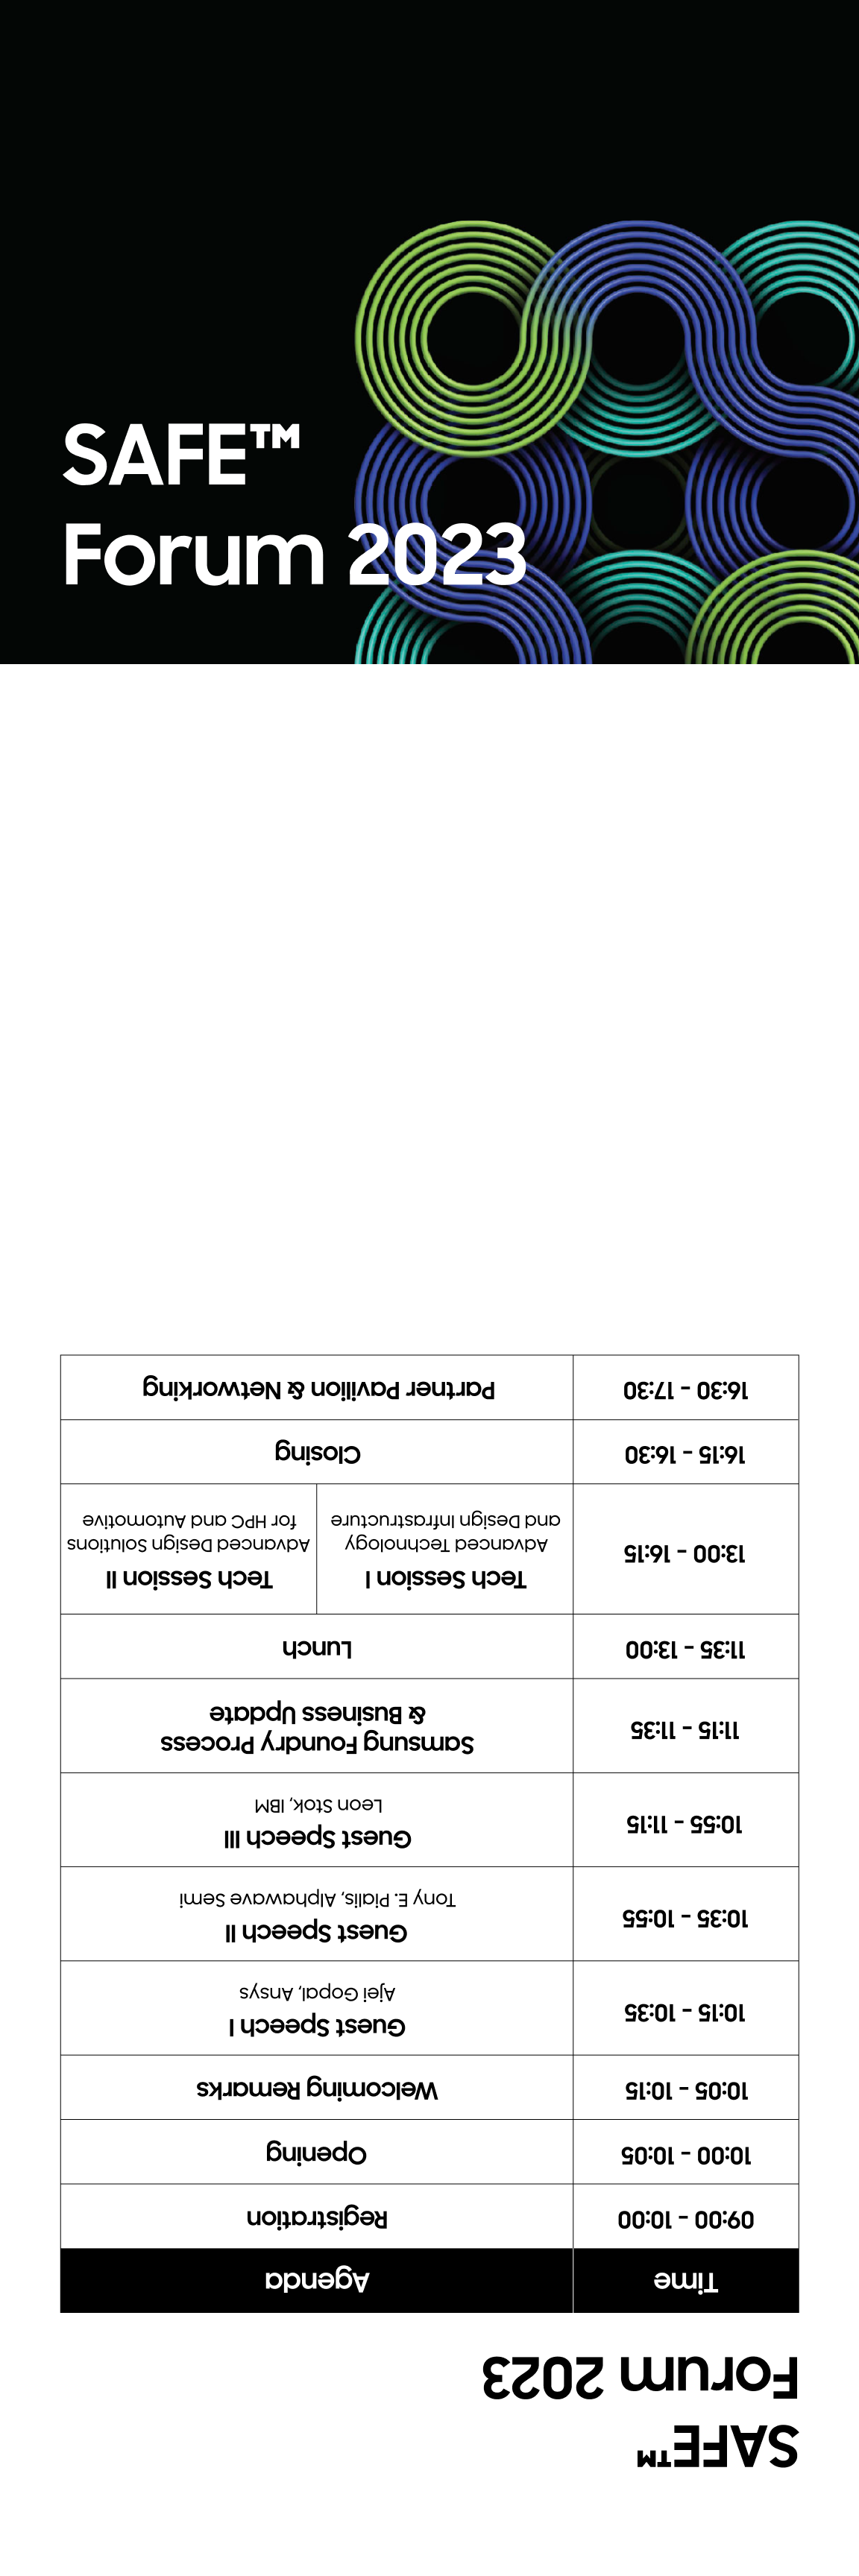 SAFE™
Forum 2023
SAFE™
Forum 2023
Time
Agenda
09:00 - 10:00
Registration
10:00 - 10:05
Opening
10:05 - 10:15
Welcoming Remarks
10:15 - 10:35
Guest Speech I
Ajei Gopal, Ansys
10:35 - 10:55
Guest Speech II
Tony E. Pialis, Alphawave Semi
10:55 - 11:15
Guest Speech III
Leon Stok, IBM
11:15 - 11:35
Samsung Foundry Process
& Business Update
11:35 - 13:00
Lunch
13:00 - 16:15
Tech Session I
Advanced Technology
and Design Infrastructure
Tech Session II
Advanced Design Solutions
for HPC and Automotive
16:15 - 16:30
Closing
16:30 - 17:30
Partner Pavilion & Networking